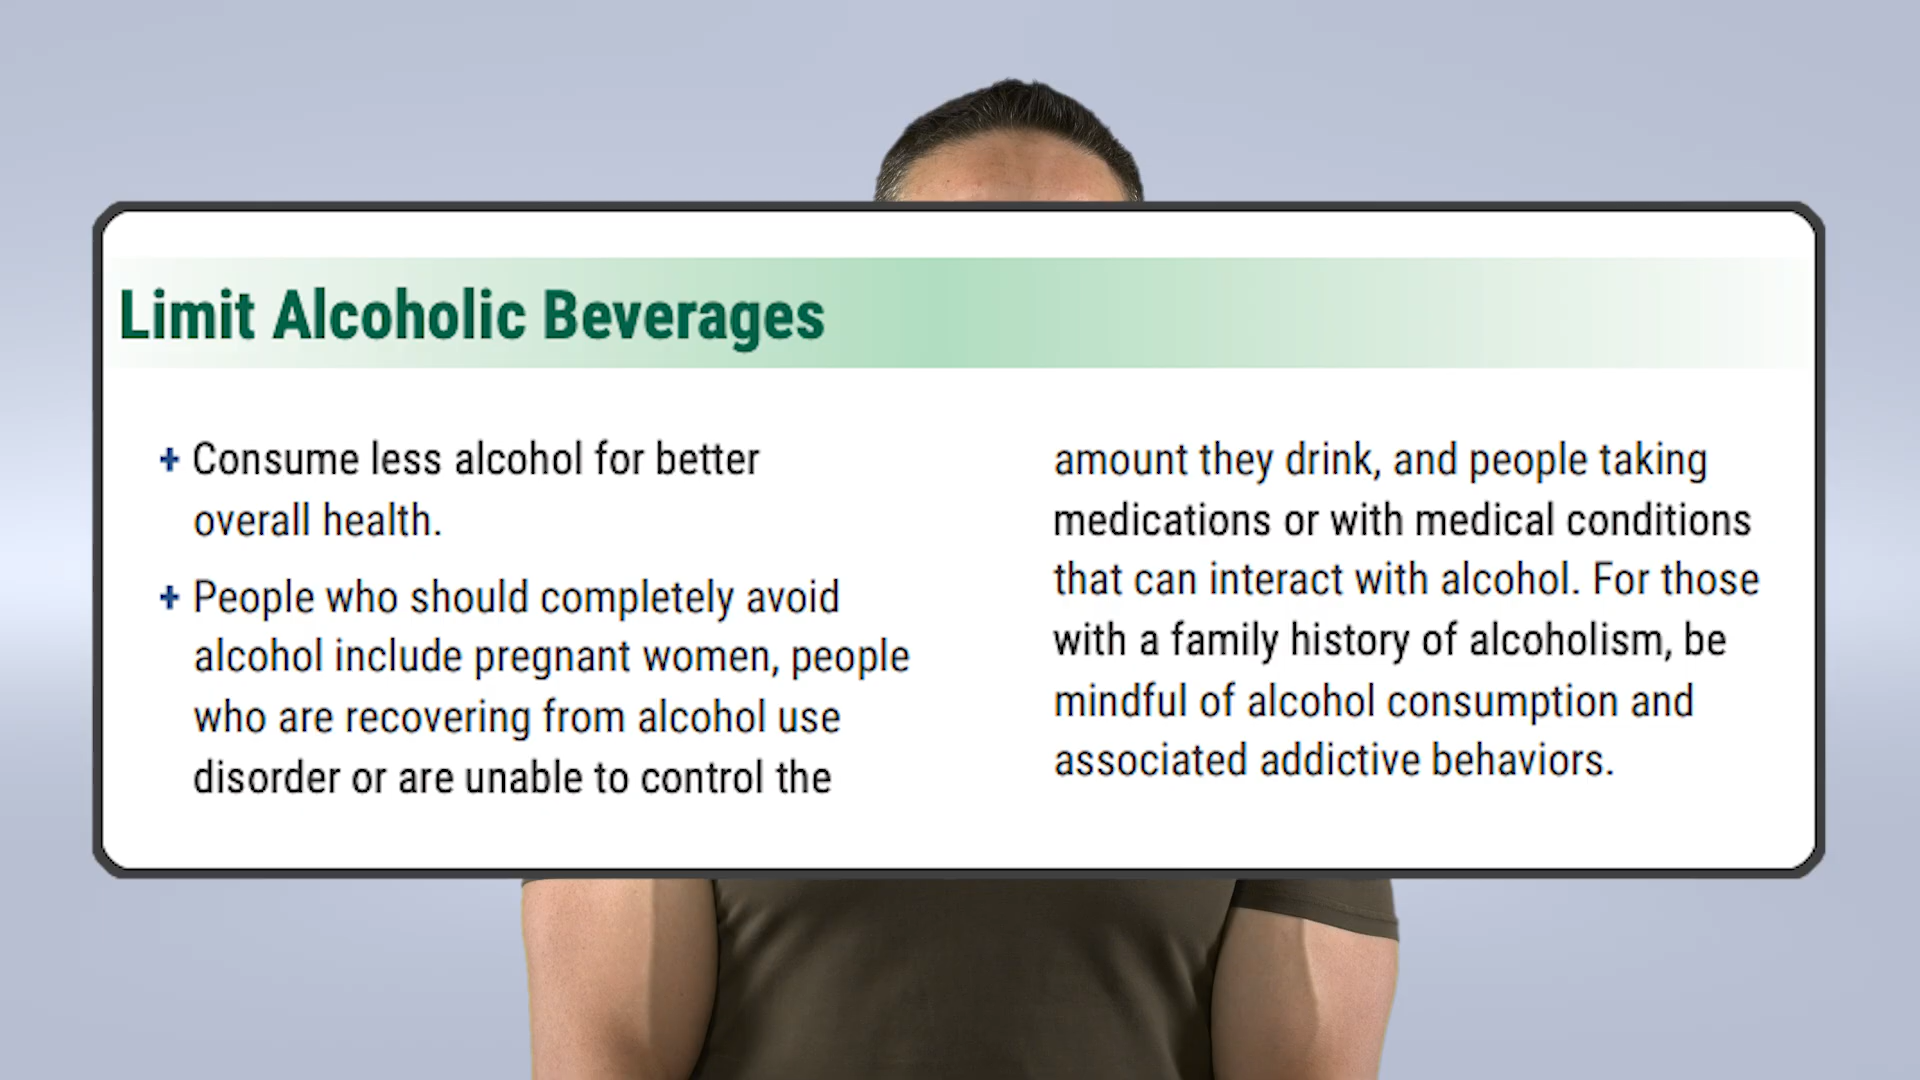 Limit Alcoholic Beverages
+ Consume less alcohol for better
overall health.
+ People who should completely avoid
alcohol include pregnant women, people
who are recovering from alcohol use
disorder or are unable to control the
amount they drink, and people taking
medications or with medical conditions
that can interact with alcohol. For those
with a family history of alcoholism, be
mindful of alcohol consumption and
associated addictive behaviors.